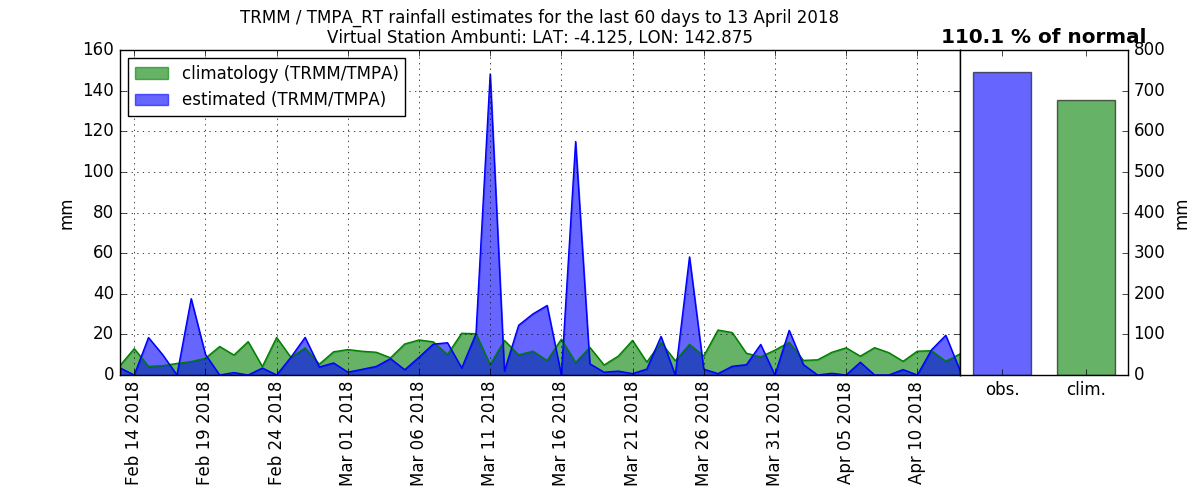 TRMM / TMPA_RT rainfall estimates for the last 60 days to 13 April 2018
Virtual Station Ambunti: LAT: -4.125, LON: 142.875
110.1 % of normal
climatology (TRMM/TMPA)
estimated (TRMM/TMPA)
mm
160
140
120
100
80
60
40
20
0
Feb 14 2018
Feb 19 2018
Feb 24 2018
Mar 01 2018
Mar 06 2018
Mar 11 2018
Mar 16 2018
Mar 21 2018
Mar 26 2018
Mar 31 2018
Apr 05 2018
Apr 10 2018
obs.
clim.
800
700
600
500
400
300
200
100
0
mm